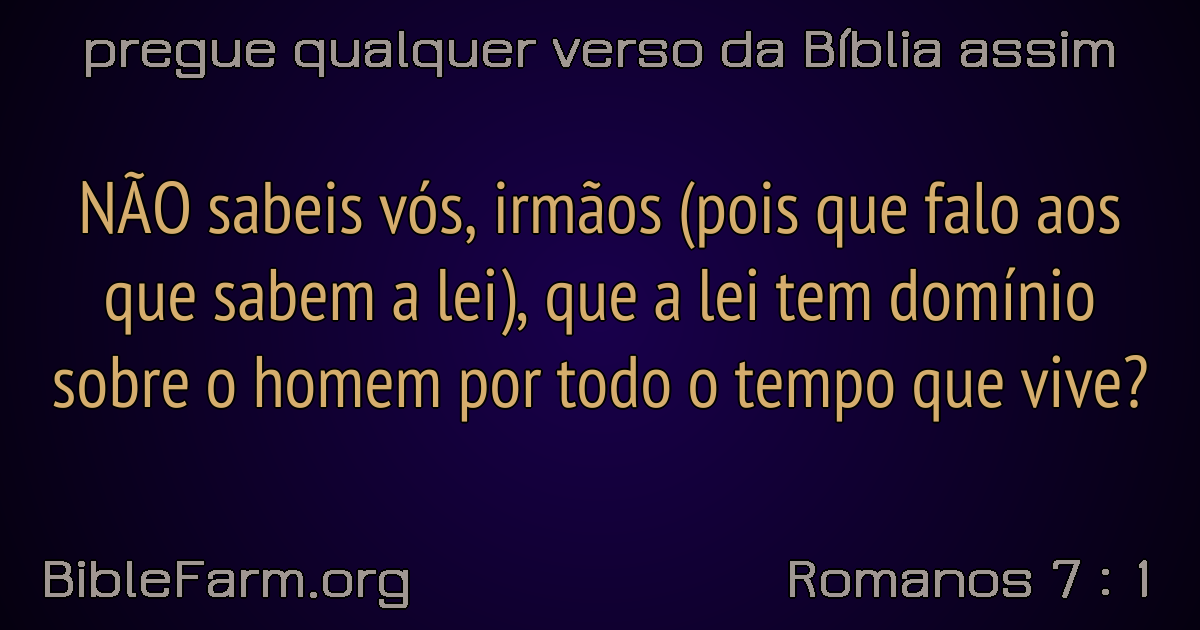 pregue qualquer verso da Bíblia assim
NÃO sabeis vós, irmãos (pois que falo aos
que sabem a lei), que a lei tem domínio
sobre o homem por todo o tempo que vive?
BibleFarm.org
Romanos 7 : 1